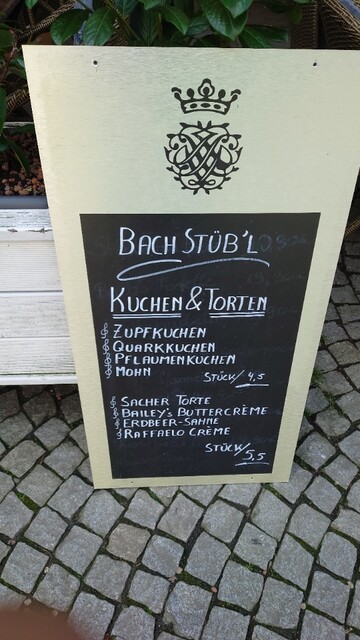 BACH STÜB'L
KUCHEN & TORTEN
ZUPFKUCHEN
QUARKKUCHEN
PFLAUMENKUCHEN
MOHN
STÜCK/4,5
SACHER TORTE
BAILEY'S BUTTERCRÈME
ERDBEER-SAHNE
RAFFAELO CRÈME
STÜCK/5,5